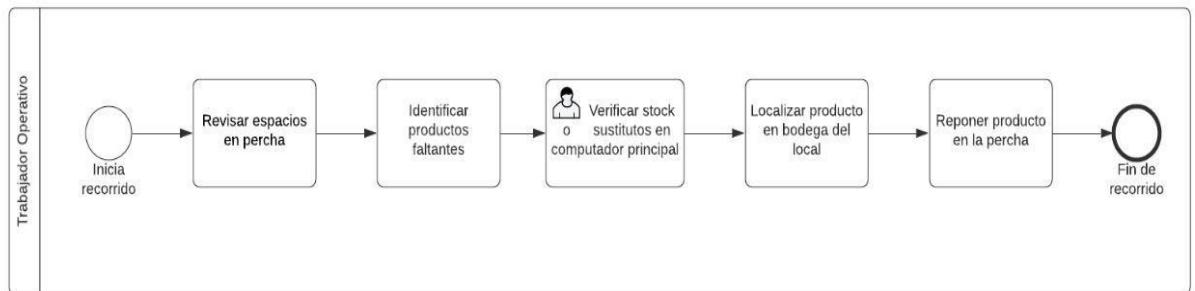 Trabajador Operativo
Inicia
recorrido
Revisar espacios
en percha
Identificar
productos
faltantes
Verificar stock
o sustitutos en
computador principal
Localizar producto
en bodega del
local
Reponer producto
en la percha
Fin de
recorrido